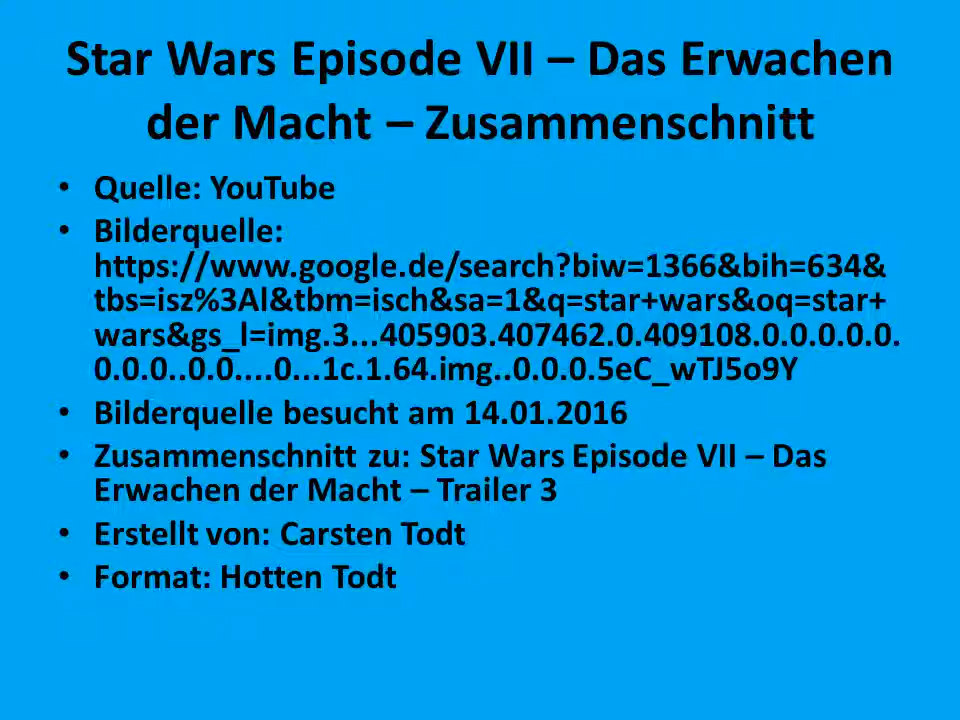 Star Wars Episode VII – Das Erwachen
der Macht – Zusammenschnitt
• Quelle: YouTube
• Bilderquelle:
https://www.google.de/search?biw=1366&bih=634&
tbs=isz%3Al&tbm=isch&sa=1&q=star+wars&oq=star+
wars&gs_l=img.3...405903.407462.0.409108.0.0.0.0.0.
0.0.0..0.0....0...1c.1.64.img..0.0.0.5eC_wTJ5o9Y
• Bilderquelle besucht am 14.01.2016
• Zusammenschnitt zu: Star Wars Episode VII – Das
Erwachen der Macht – Trailer 3
• Erstellt von: Carsten Todt
• Format: Hotten Todt